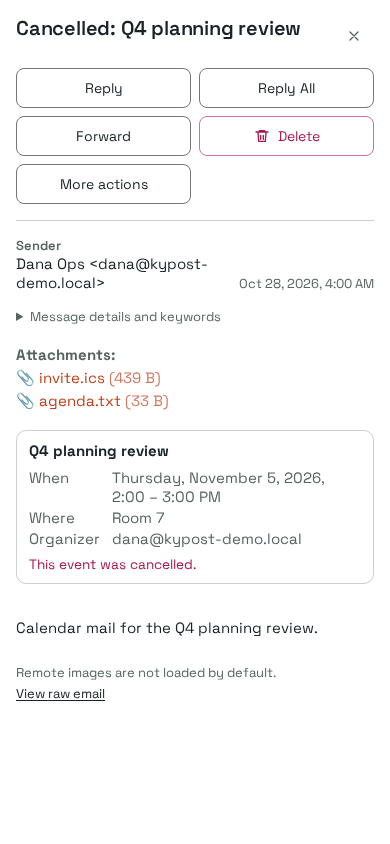 Cancelled: Q4 planning review
Reply
Reply All
Forward
Delete
More actions
Sender
Dana Ops <dana@kypost-
demo.local>
Oct 28, 2026, 4:00 AM
Message details and keywords
Attachments:
invite.ics (439 B)
agenda.txt (33 B)
Q4 planning review
When
Thursday, November 5, 2026,
2:00 – 3:00 PM
Where
Room 7
Organizer
dana@kypost-demo.local
This event was cancelled.
Calendar mail for the Q4 planning review.
Remote images are not loaded by default.
View raw email